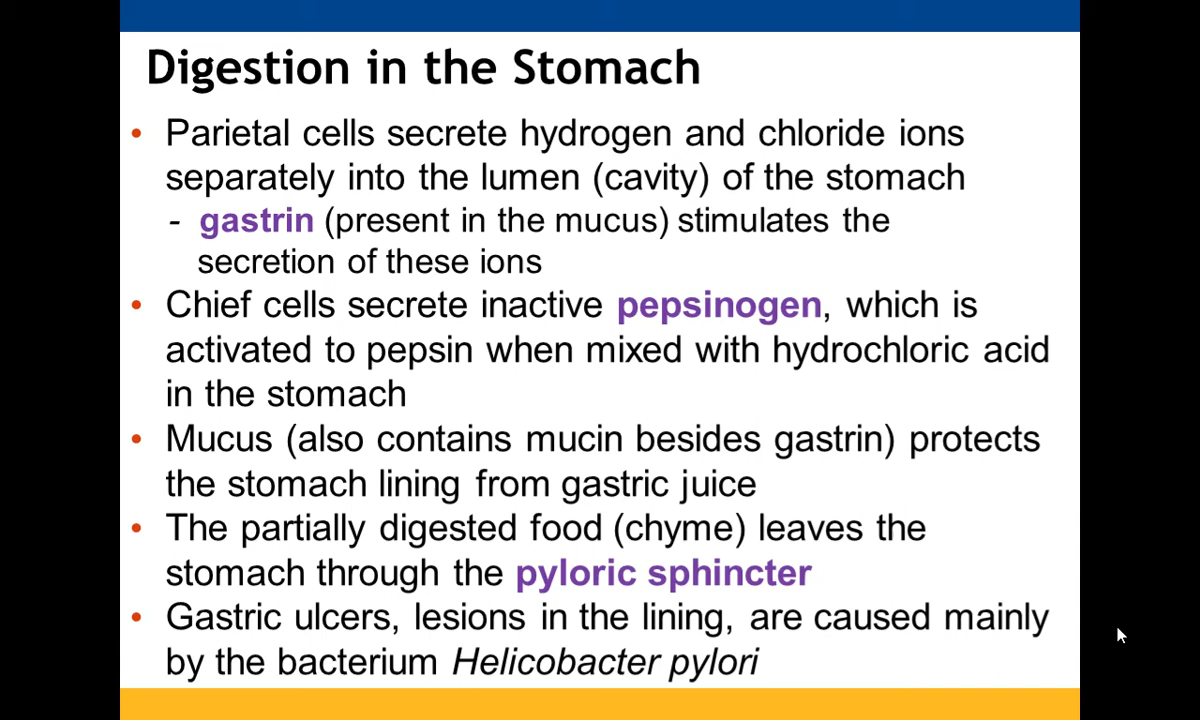 Digestion in the Stomach
• Parietal cells secrete hydrogen and chloride ions
separately into the lumen (cavity) of the stomach
- gastrin (present in the mucus) stimulates the
secretion of these ions
• Chief cells secrete inactive pepsinogen, which is
activated to pepsin when mixed with hydrochloric acid
in the stomach
• Mucus (also contains mucin besides gastrin) protects
the stomach lining from gastric juice
• The partially digested food (chyme) leaves the
stomach through the pyloric sphincter
• Gastric ulcers, lesions in the lining, are caused mainly
by the bacterium Helicobacter pylori